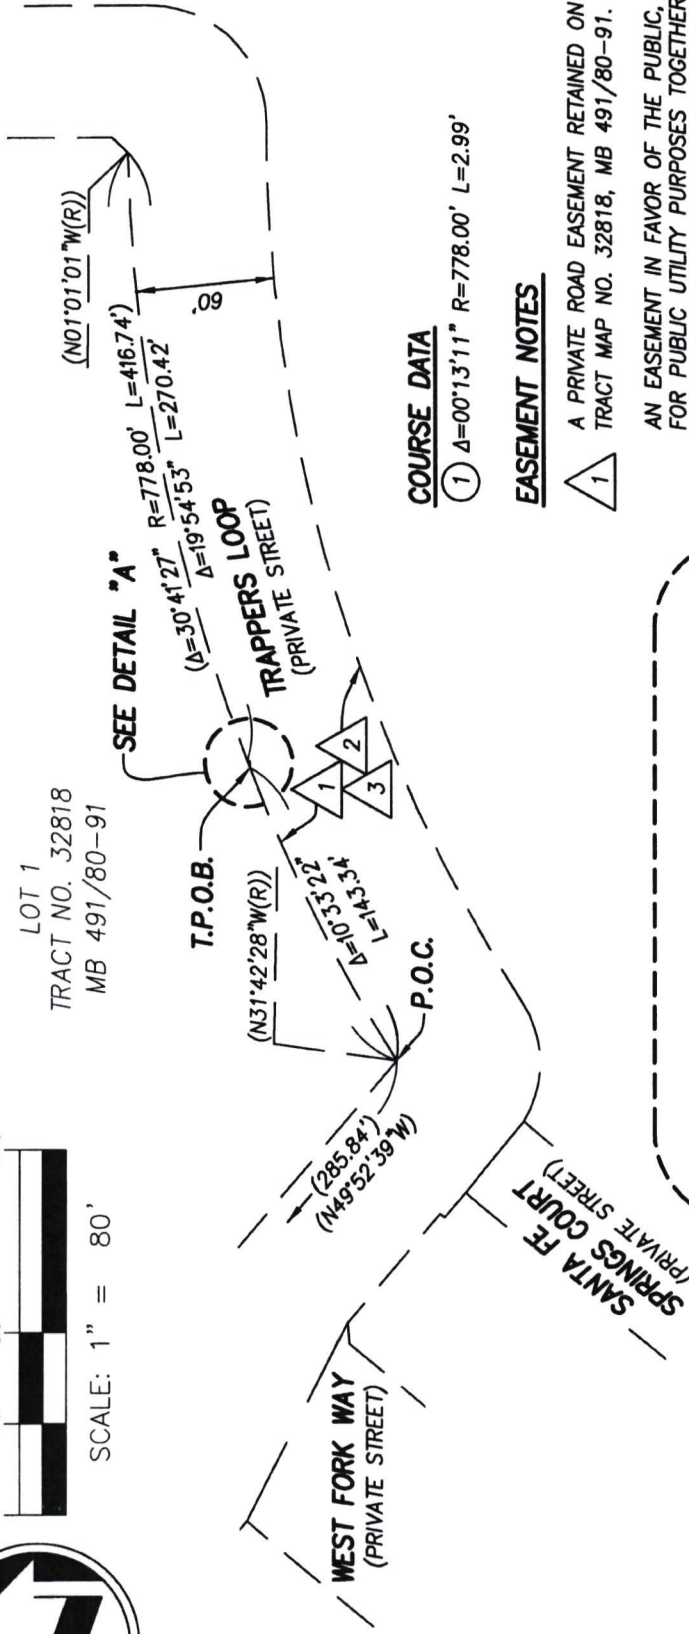 SCALE: 1" = 80'
LOT 1
TRACT NO. 32818
MB 491/80-91
SEE DETAIL "A"
T.P.O.B.
(N01°01'01"W(R))
(Δ=30°41'27" R=778.00' L=416.74')
Δ=19°54'53" L=270.42'
60'
TRAPPERS LOOP
(PRIVATE STREET)
(N31°42'28"W(R))
Δ=10°33'22"
L=143.34'
1
2
3
P.O.C.
(285.84')
(N49°52'39"W)
WEST FORK WAY
(PRIVATE STREET)
SANTA FE
SPRINGS COURT
(PRIVATE STREET)
COURSE DATA
1 Δ=00°13'11" R=778.00' L=2.99'
EASEMENT NOTES
1 A PRIVATE ROAD EASEMENT RETAINED ON
TRACT MAP NO. 32818, MB 491/80-91.
AN EASEMENT IN FAVOR OF THE PUBLIC,
FOR PUBLIC UTILITY PURPOSES TOGETHER